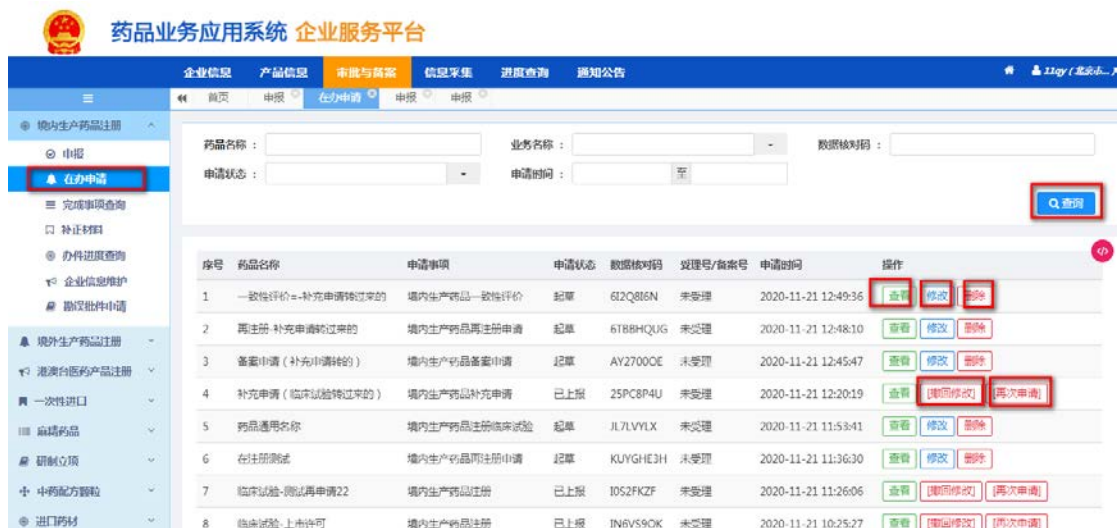 药品业务应用系统 企业服务平台
企业信息 产品信息 审批与备案 信息采集 进度查询 通知公告
首页 申报 在办申请 申报 申报
境内生产药品注册
申报
在办申请
完成事项查询
补正材料
办件进度查询
企业信息维护
勘误批件申请
境外生产药品注册
港澳台医药产品注册
一次性进口
麻精药品
研制立项
中药配方颗粒
进口药材
药品名称： 业务名称： 数据核对码：
申请状态： 申请时间： 至
查询
序号 药品名称 申请事项 申请状态 数据核对码 受理号/备案号 申请时间 操作
1 一致性评价=-补充申请转过来的 境内生产药品一致性评价 起草 6I2Q8I6N 未受理 2020-11-21 12:49:36 查看 修改 删除
2 再注册-补充申请转过来的 境内生产药品再注册申请 起草 6TBBHQUG 未受理 2020-11-21 12:48:10 查看 修改 删除
3 备案申请（补充申请转的） 境内生产药品备案申请 起草 AY2700OE 未受理 2020-11-21 12:45:47 查看 修改 删除
4 补充申请（临床试验转过来的） 境内生产药品补充申请 已上报 25PC8P4U 未受理 2020-11-21 12:20:19 查看 [撤回修改] [再次申请]
5 药品通用名称 境内生产药品注册临床试验 起草 JL7LVYLX 未受理 2020-11-21 11:53:41 查看 修改 删除
6 在注册测试 境内生产药品再注册申请 起草 KUYGHE3H 未受理 2020-11-21 11:36:30 查看 修改 删除
7 临床试验-测试再申请22 境内生产药品注册 已上报 I0S2FKZF 未受理 2020-11-21 11:26:06 查看 [撤回修改] [再次申请]
8 临床试验-上市许可 境内生产药品注册 已上报 IN6VS9OK 未受理 2020-11-21 10:25:27 查看 [撤回修改] [再次申请]